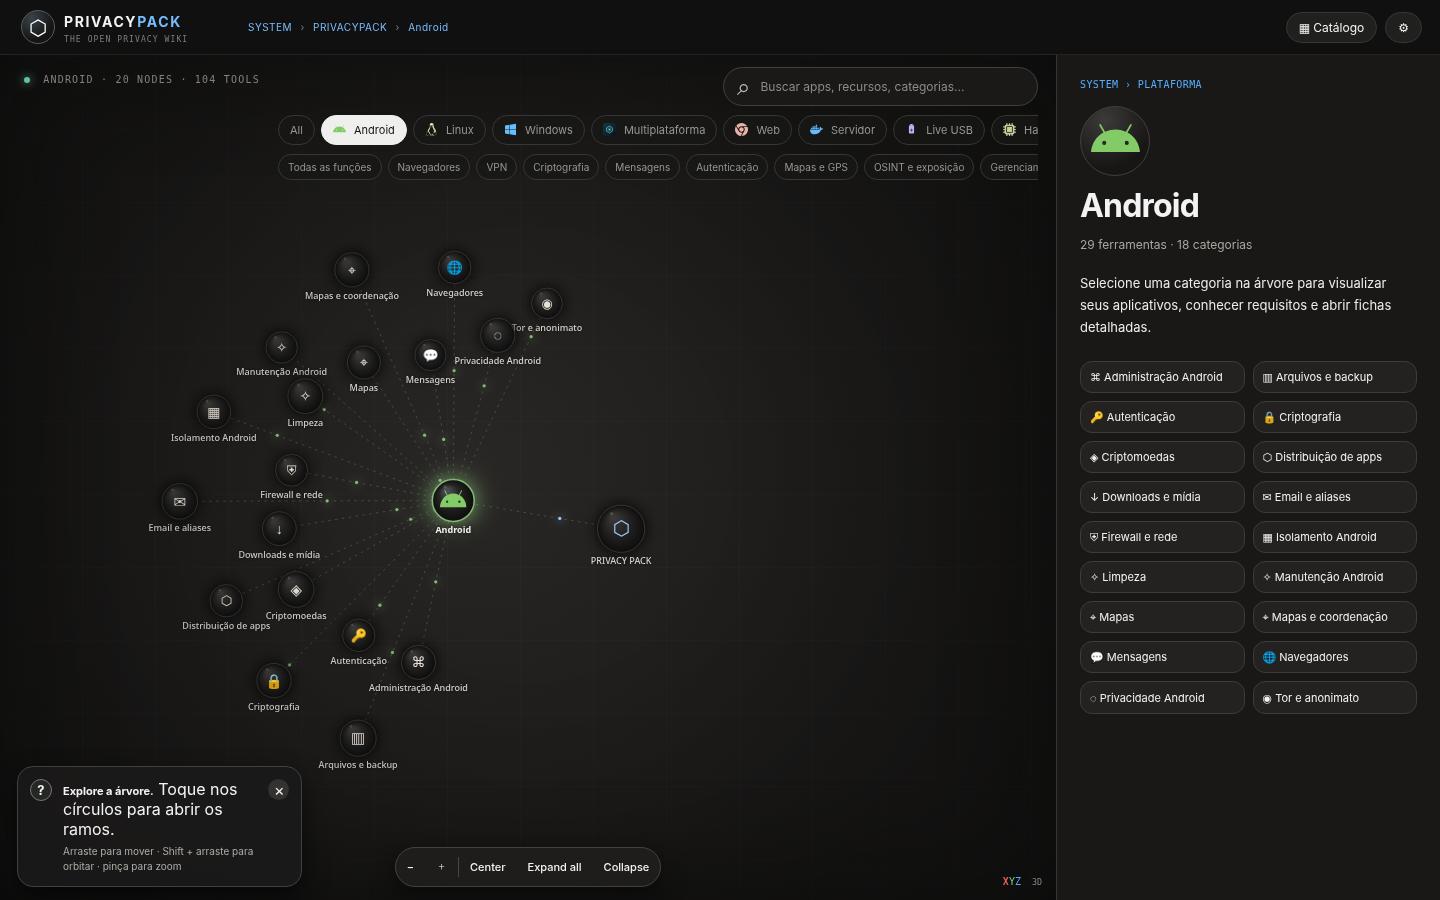 PRIVACYPACK
THE OPEN PRIVACY WIKI
SYSTEM › PRIVACYPACK › Android
▦ Catálogo
ANDROID · 20 NODES · 104 TOOLS
Buscar apps, recursos, categorias...
All
Android
Linux
Windows
Multiplataforma
Web
Servidor
Live USB
Ha
Todas as funções
Navegadores
VPN
Criptografia
Mensagens
Autenticação
Mapas e GPS
OSINT e exposição
Gerencian
Mapas e coordenação
Navegadores
Tor e anonimato
Privacidade Android
Manutenção Android
Mapas
Mensagens
Limpeza
Isolamento Android
Firewall e rede
Email e aliases
Android
Downloads e mídia
PRIVACY PACK
Criptomoedas
Distribuição de apps
Autenticação
Administração Android
Criptografia
Arquivos e backup
?
Explore a árvore. Toque nos
círculos para abrir os
ramos.
Arraste para mover · Shift + arraste para
orbitar · pinça para zoom
×
− + Center Expand all Collapse
XYZ 3D
SYSTEM › PLATAFORMA
Android
29 ferramentas · 18 categorias
Selecione uma categoria na árvore para visualizar
seus aplicativos, conhecer requisitos e abrir fichas
detalhadas.
⌘ Administração Android
▥ Arquivos e backup
🔑 Autenticação
🔒 Criptografia
◈ Criptomoedas
⬡ Distribuição de apps
↓ Downloads e mídia
✉ Email e aliases
⛨ Firewall e rede
▦ Isolamento Android
✧ Limpeza
✧ Manutenção Android
⌖ Mapas
⌖ Mapas e coordenação
💬 Mensagens
🌐 Navegadores
◌ Privacidade Android
◉ Tor e anonimato